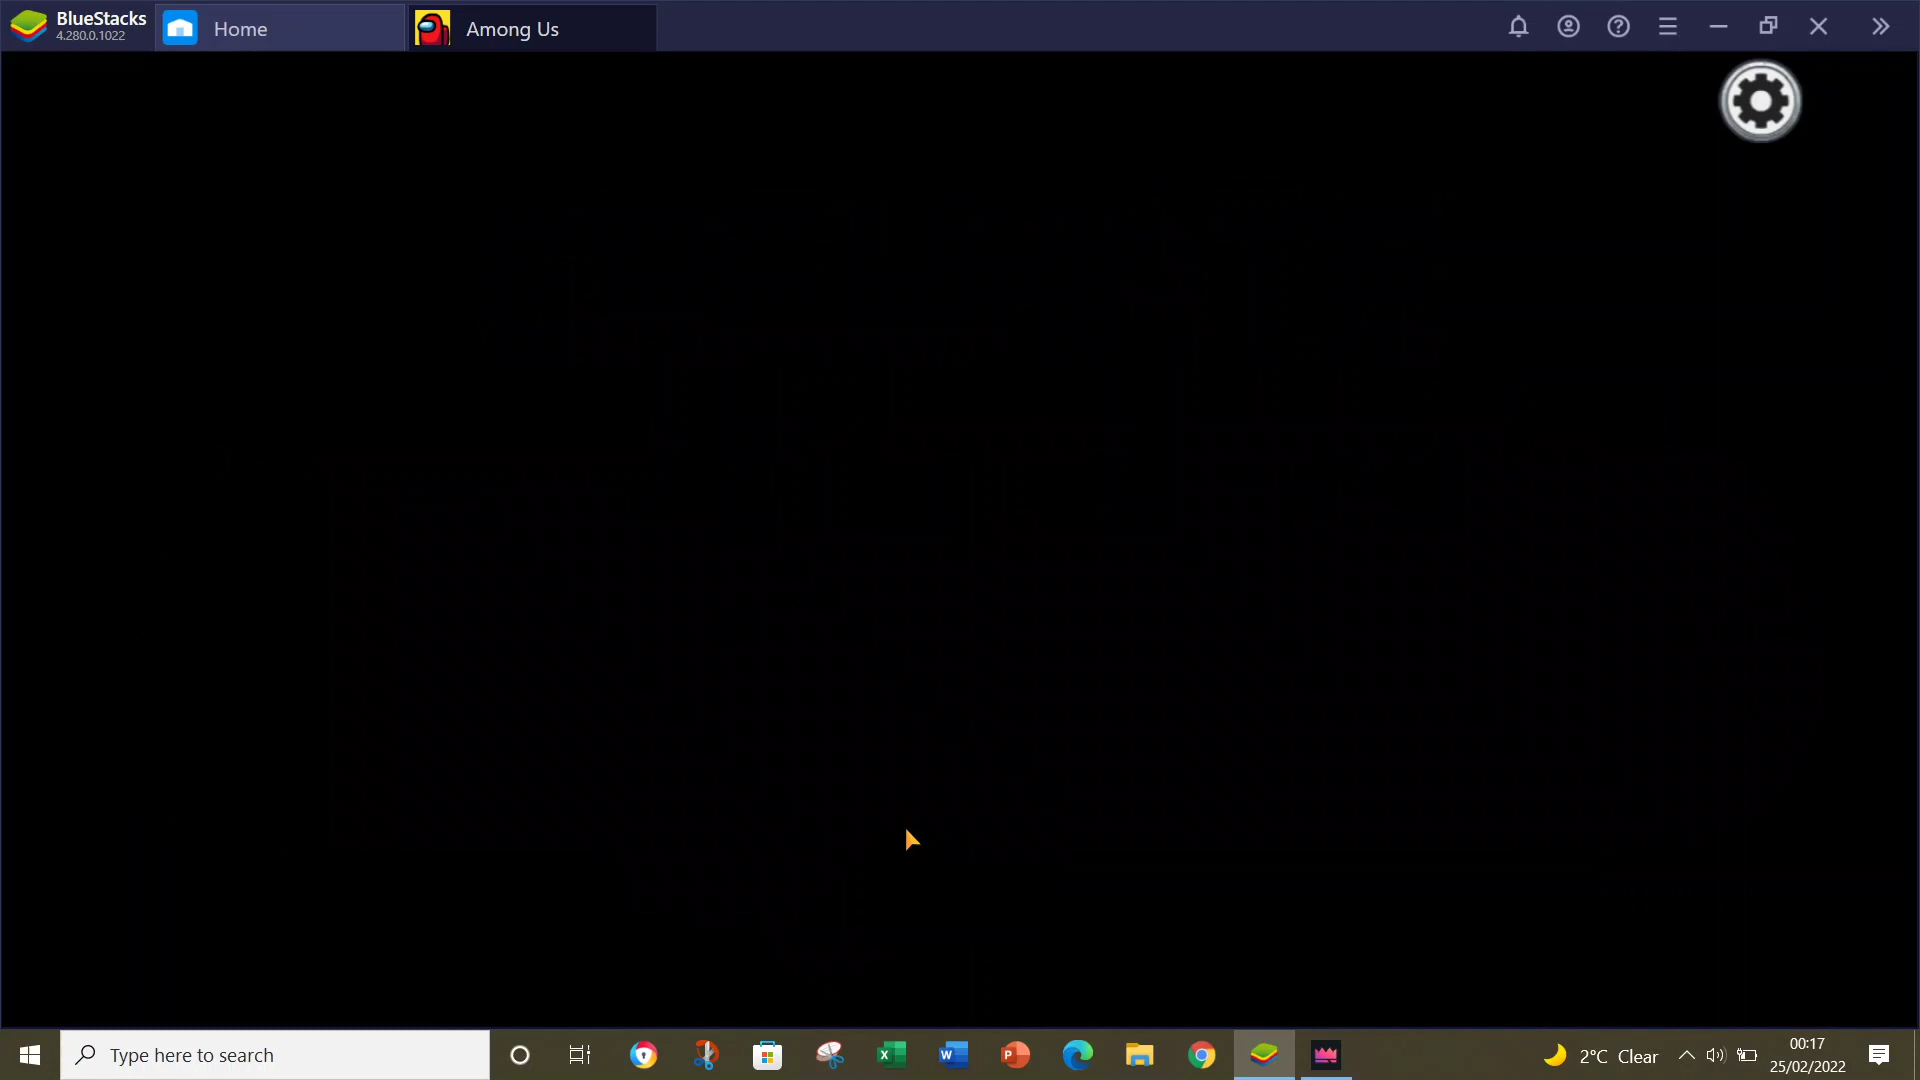 BlueStacks
4.280.0.1022
Home
Among Us
Type here to search
2°C Clear
00:17
25/02/2022